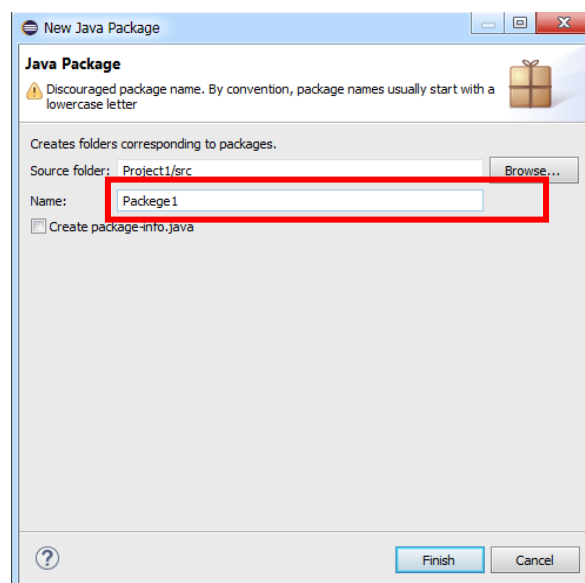 New Java Package
Java Package
Discouraged package name. By convention, package names usually start with a
lowercase letter
Creates folders corresponding to packages.
Source folder: Project1/src Browse...
Name: Packege1
Create package-info.java
? Finish Cancel